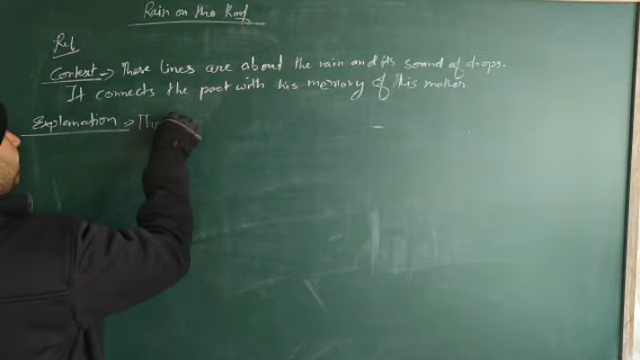 Rain on the Roof
Ref
Context → These lines are about the rain and its sound of drops.
It connects the poet with his memory of his mother
Explanation → The